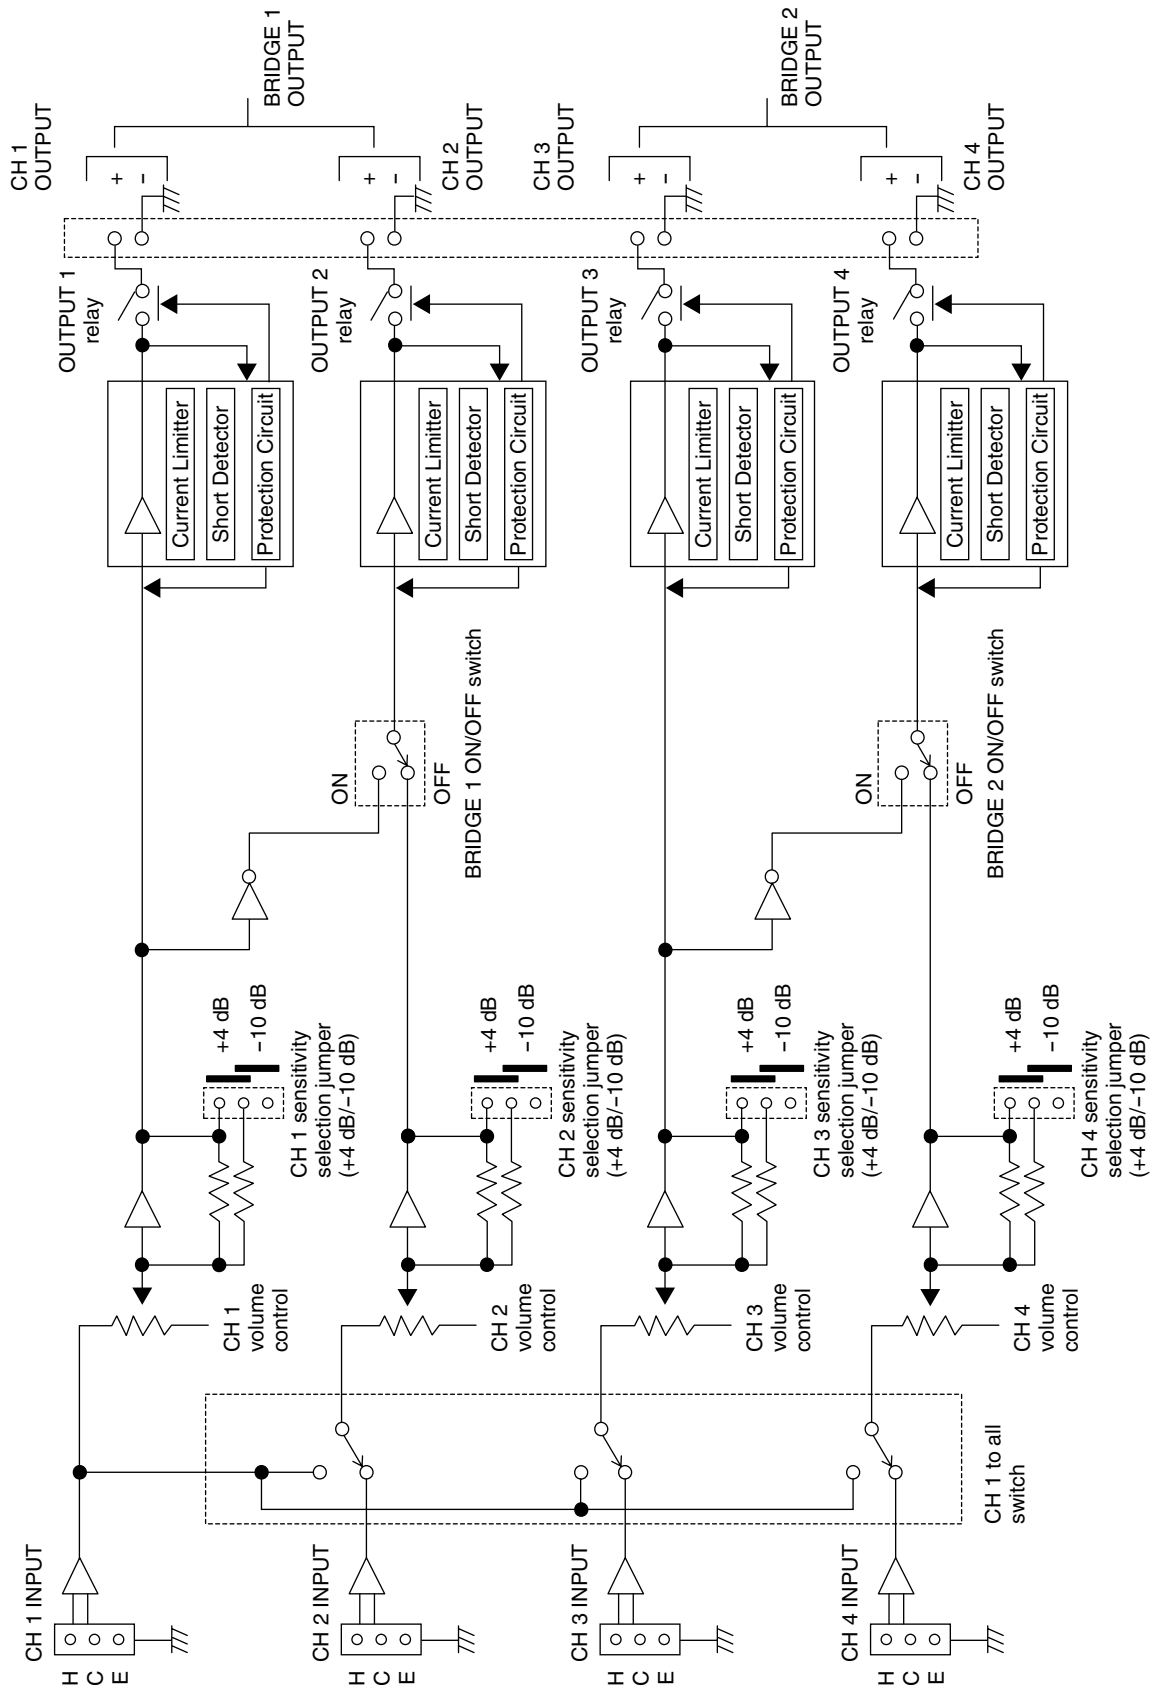 CH 1 INPUT
H
C
E
CH 2 INPUT
H
C
E
CH 3 INPUT
H
C
E
CH 4 INPUT
H
C
E
CH 1 to all
switch
CH 1
volume
control
CH 2
volume
control
CH 3
volume
control
CH 4
volume
control
+4 dB
−10 dB
CH 1 sensitivity
selection jumper
(+4 dB/−10 dB)
+4 dB
−10 dB
CH 2 sensitivity
selection jumper
(+4 dB/−10 dB)
+4 dB
−10 dB
CH 3 sensitivity
selection jumper
(+4 dB/−10 dB)
+4 dB
−10 dB
CH 4 sensitivity
selection jumper
(+4 dB/−10 dB)
ON
OFF
BRIDGE 1 ON/OFF switch
ON
OFF
BRIDGE 2 ON/OFF switch
Current Limitter
Short Detector
Protection Circuit
Current Limitter
Short Detector
Protection Circuit
Current Limitter
Short Detector
Protection Circuit
Current Limitter
Short Detector
Protection Circuit
OUTPUT 1
relay
OUTPUT 2
relay
OUTPUT 3
relay
OUTPUT 4
relay
CH 1
OUTPUT
+
−
+
−
CH 2
OUTPUT
CH 3
OUTPUT
+
−
+
−
CH 4
OUTPUT
BRIDGE 1
OUTPUT
BRIDGE 2
OUTPUT